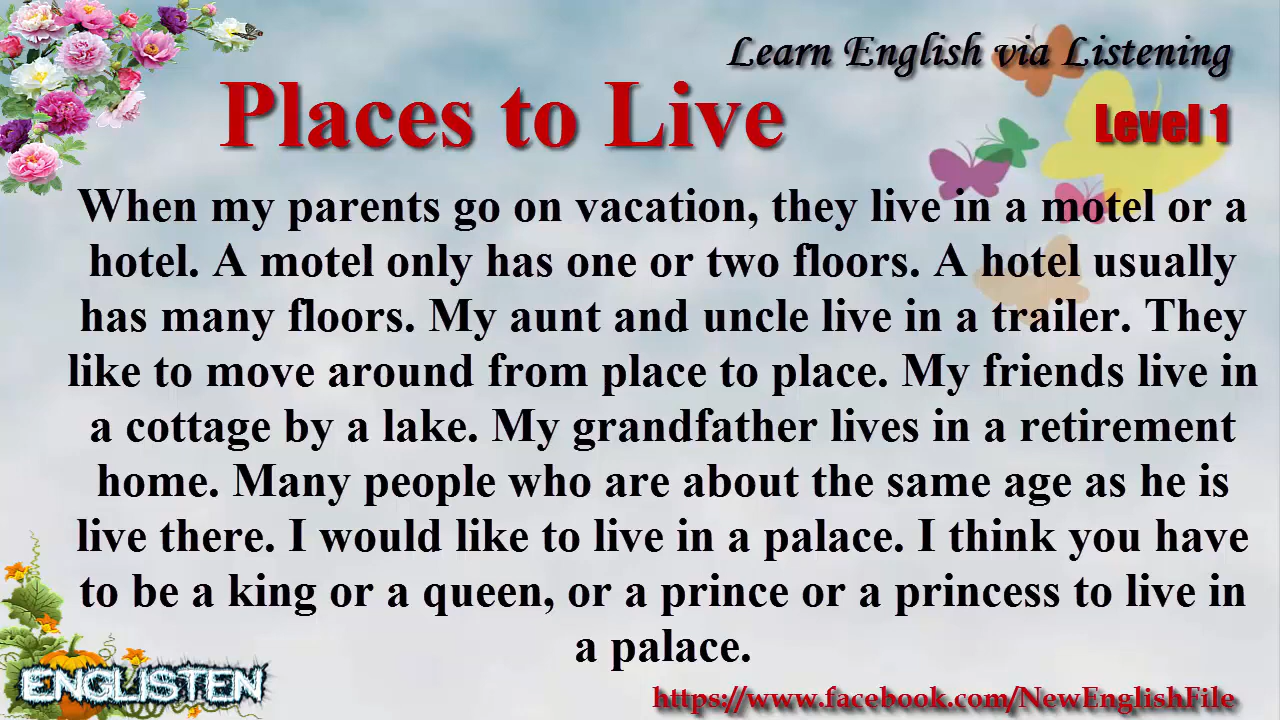 Learn English via Listening
Places to Live
Level 1
When my parents go on vacation, they live in a motel or a
hotel. A motel only has one or two floors. A hotel usually
has many floors. My aunt and uncle live in a trailer. They
like to move around from place to place. My friends live in
a cottage by a lake. My grandfather lives in a retirement
home. Many people who are about the same age as he is
live there. I would like to live in a palace. I think you have
to be a king or a queen, or a prince or a princess to live in
a palace.
ENGLISTEN
https://www.facebook.com/NewEnglishFile